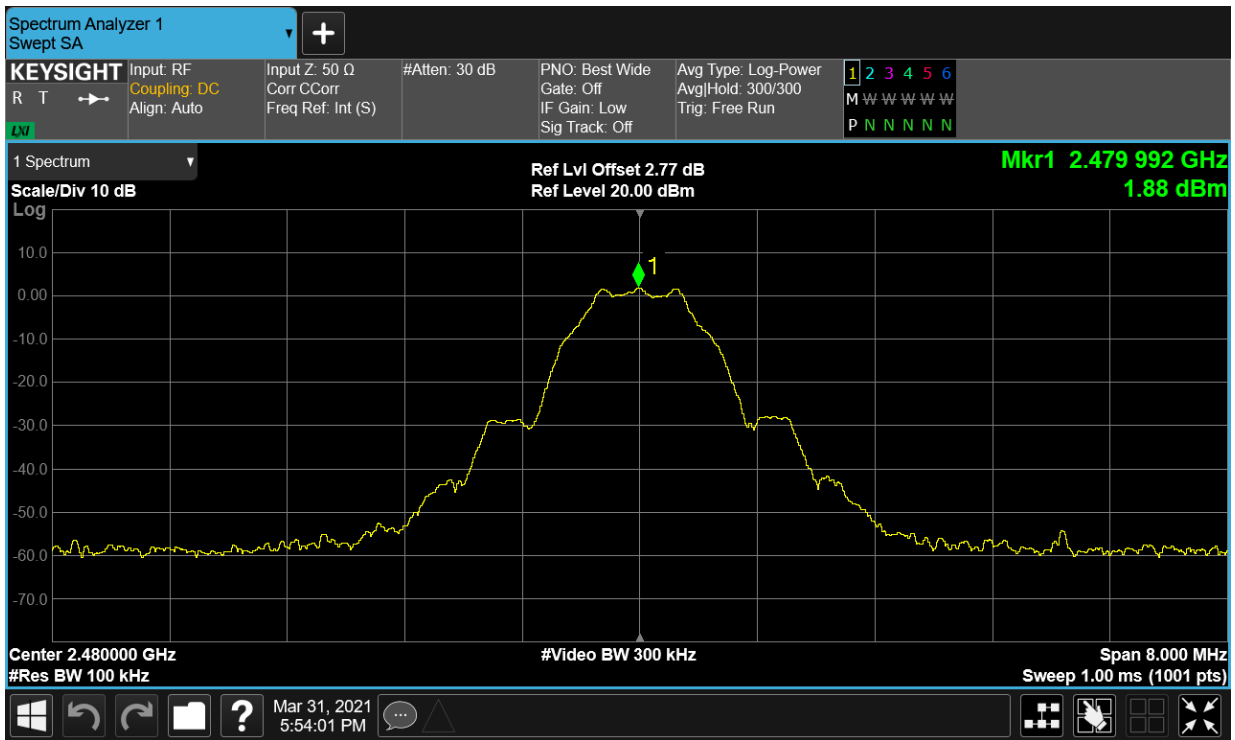 Spectrum Analyzer 1
Swept SA
KEYSIGHT
R T
LXI
Input: RF
Coupling: DC
Align: Auto
Input Z: 50 Ω
Corr CCorr
Freq Ref: Int (S)
#Atten: 30 dB
PNO: Best Wide
Gate: Off
IF Gain: Low
Sig Track: Off
Avg Type: Log-Power
Avg|Hold: 300/300
Trig: Free Run
1 2 3 4 5 6
M W W W W W
P N N N N N
1 Spectrum
Scale/Div 10 dB
Log
Ref Lvl Offset 2.77 dB
Ref Level 20.00 dBm
Mkr1 2.479 992 GHz
1.88 dBm
10.0
0.00
-10.0
-20.0
-30.0
-40.0
-50.0
-60.0
-70.0
1
Center 2.480000 GHz
#Res BW 100 kHz
#Video BW 300 kHz
Span 8.000 MHz
Sweep 1.00 ms (1001 pts)
?
Mar 31, 2021
5:54:01 PM